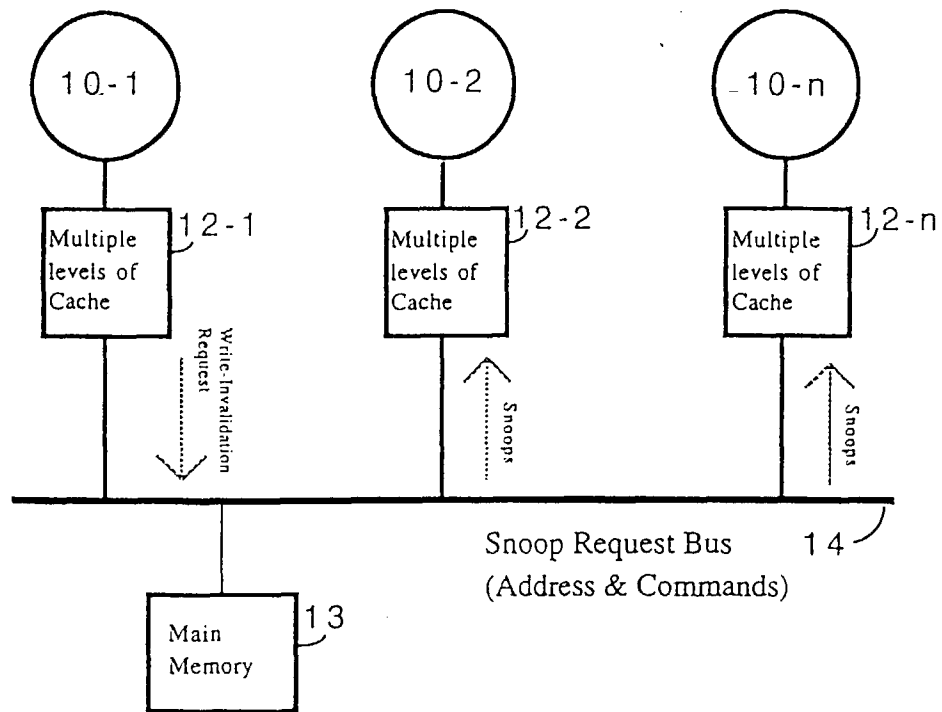 10-1
10-2
10-n
12-1
12-2
12-n
Multiple
levels of
Cache
Multiple
levels of
Cache
Multiple
levels of
Cache
Write-Invalidation
Request
Snoops
Snoops
Snoop Request Bus
(Address & Commands)
14
Main
Memory
13